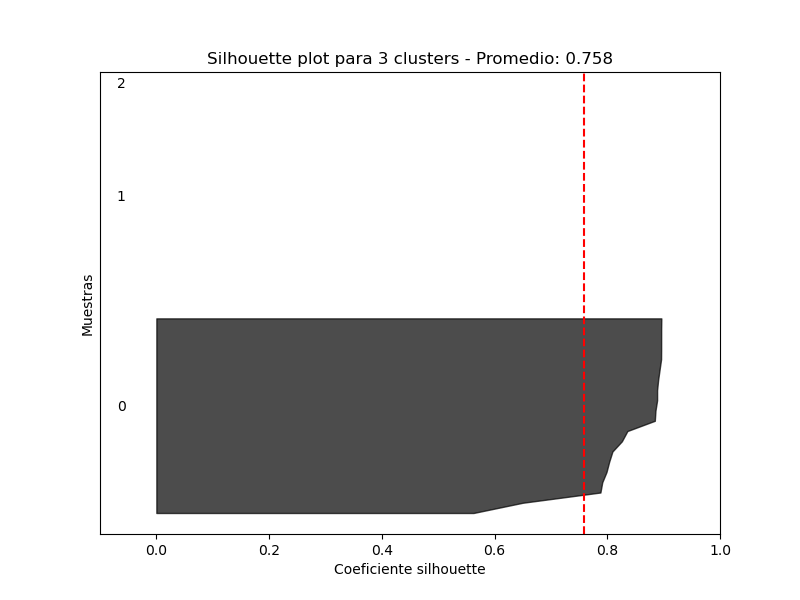 Silhouette plot para 3 clusters - Promedio: 0.758
2
1
0
Muestras
0.0 0.2 0.4 0.6 0.8 1.0
Coeficiente silhouette